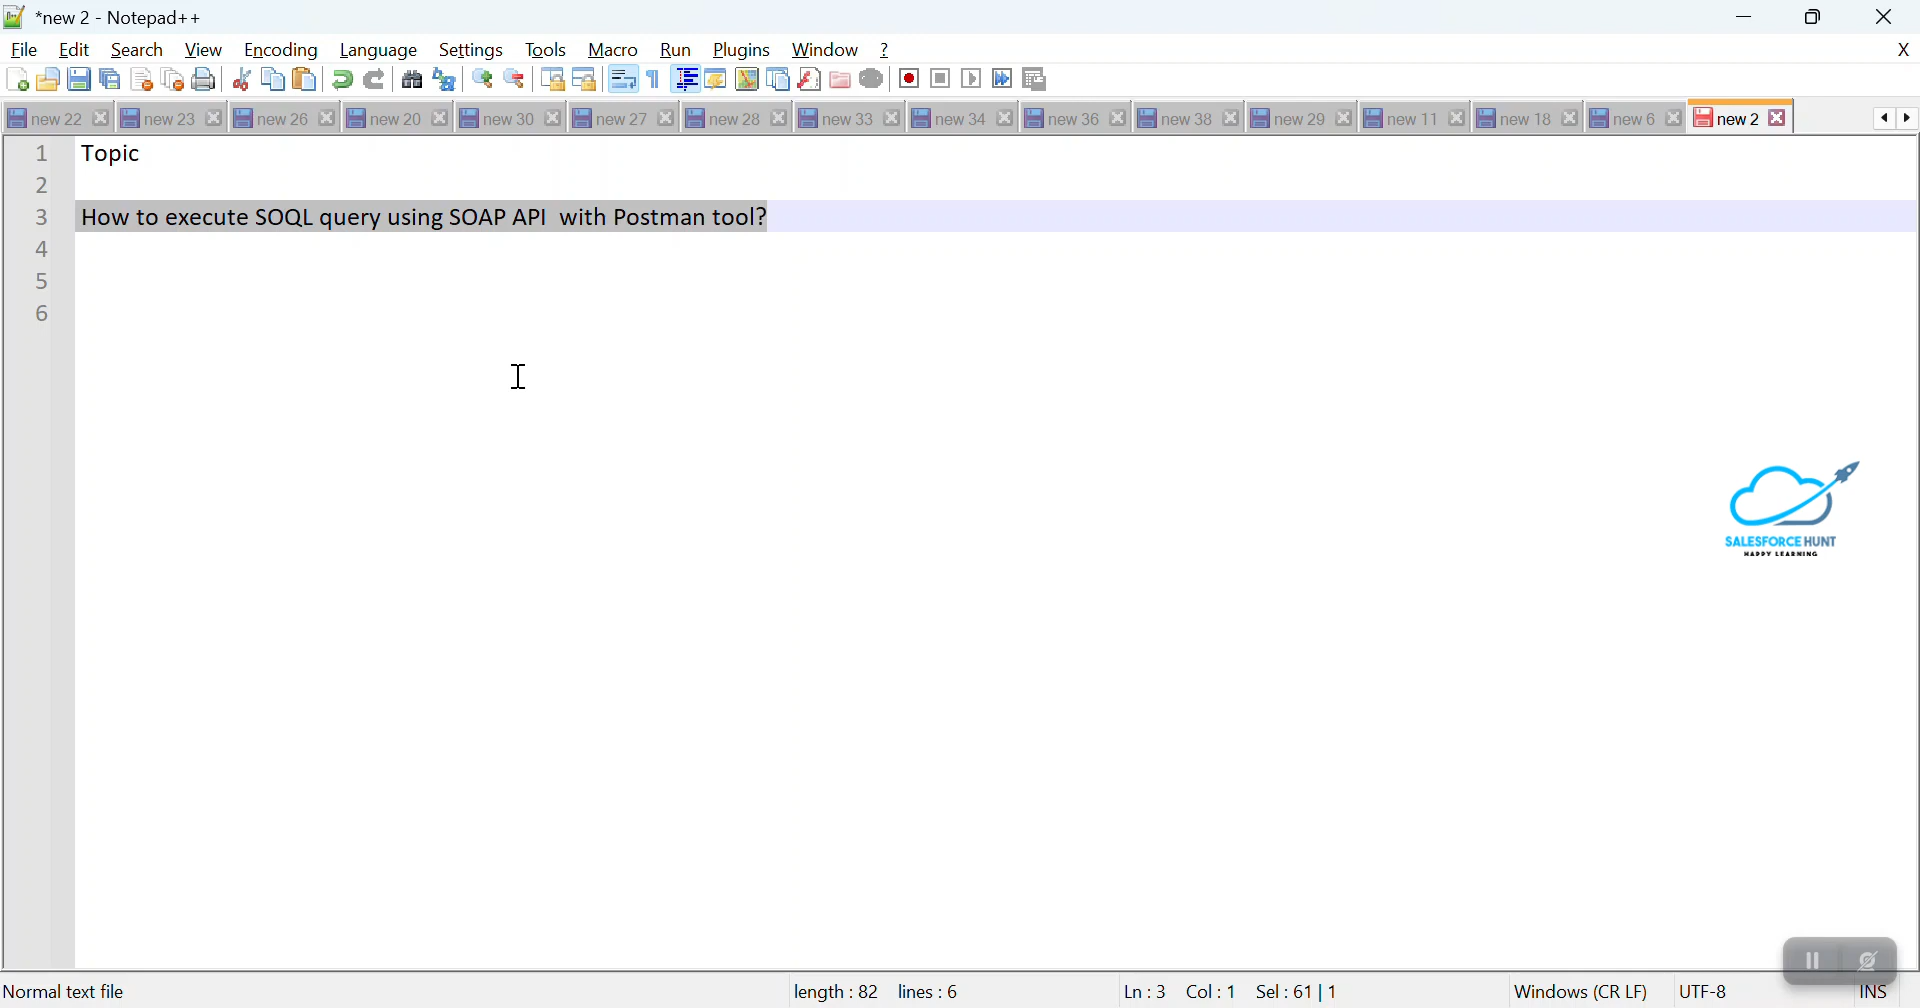 *new 2 - Notepad++
File Edit Search View Encoding Language Settings Tools Macro Run Plugins Window ? X
new 22 new 23 new 26 new 20 new 30 new 27 new 28 new 33 new 34 new 36 new 38 new 29 new 11 new 18 new 6 new 2
1 Topic
2
3 How to execute SOQL query using SOAP API  with Postman tool?
4
5
6
SALESFORCE HUNT
HAPPY LEARNING
Normal text file length : 82 lines : 6 Ln : 3 Col : 1 Sel : 61 | 1 Windows (CR LF) UTF-8 INS